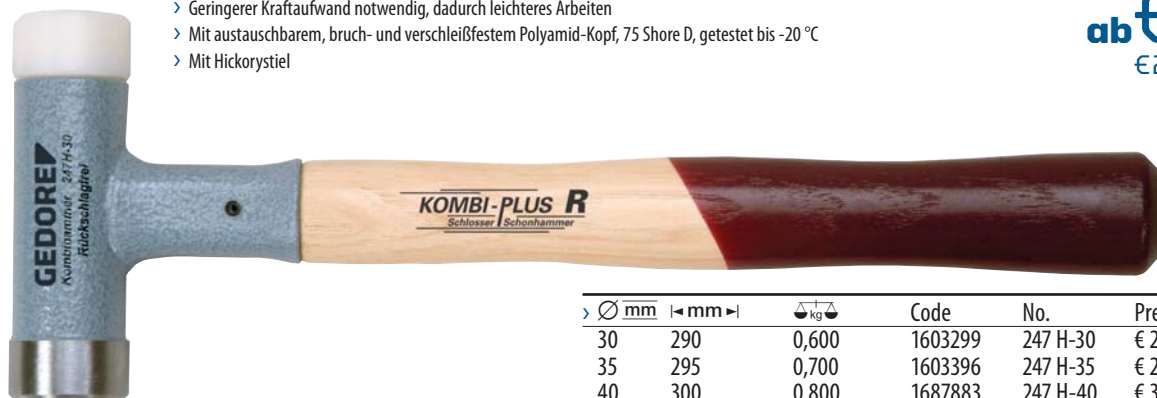 › Geringerer Kraftaufwand notwendig, dadurch leichteres Arbeiten
› Mit austauschbarem, bruch- und verschleißfestem Polyamid-Kopf, 75 Shore D, getestet bis -20 °C
› Mit Hickorystiel
ab
GEDORE
Kombihammer 247 H-30
Rückschlagfrei
KOMBI-PLUS R
Schlosser Schonhammer
› Ø mm |◄ mm ►| kg Code No.
30 290 0,600 1603299 247 H-30 €
35 295 0,700 1603396 247 H-35 €
40 300 0,800 1687883 247 H-40 €